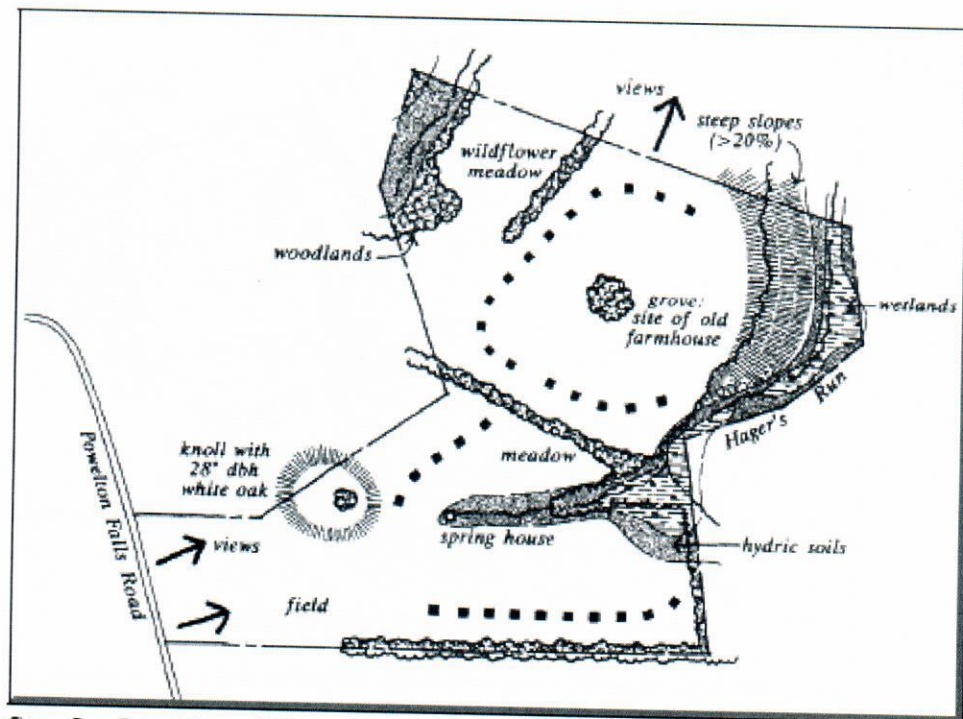 views
steep slopes
(>20%)
wildflower
meadow
woodlands
grove:
site of old
farmhouse
wetlands
Hager's Run
knoll with
28" dbh
white oak
meadow
Powelton Falls Road
views
spring house
hydric soils
field